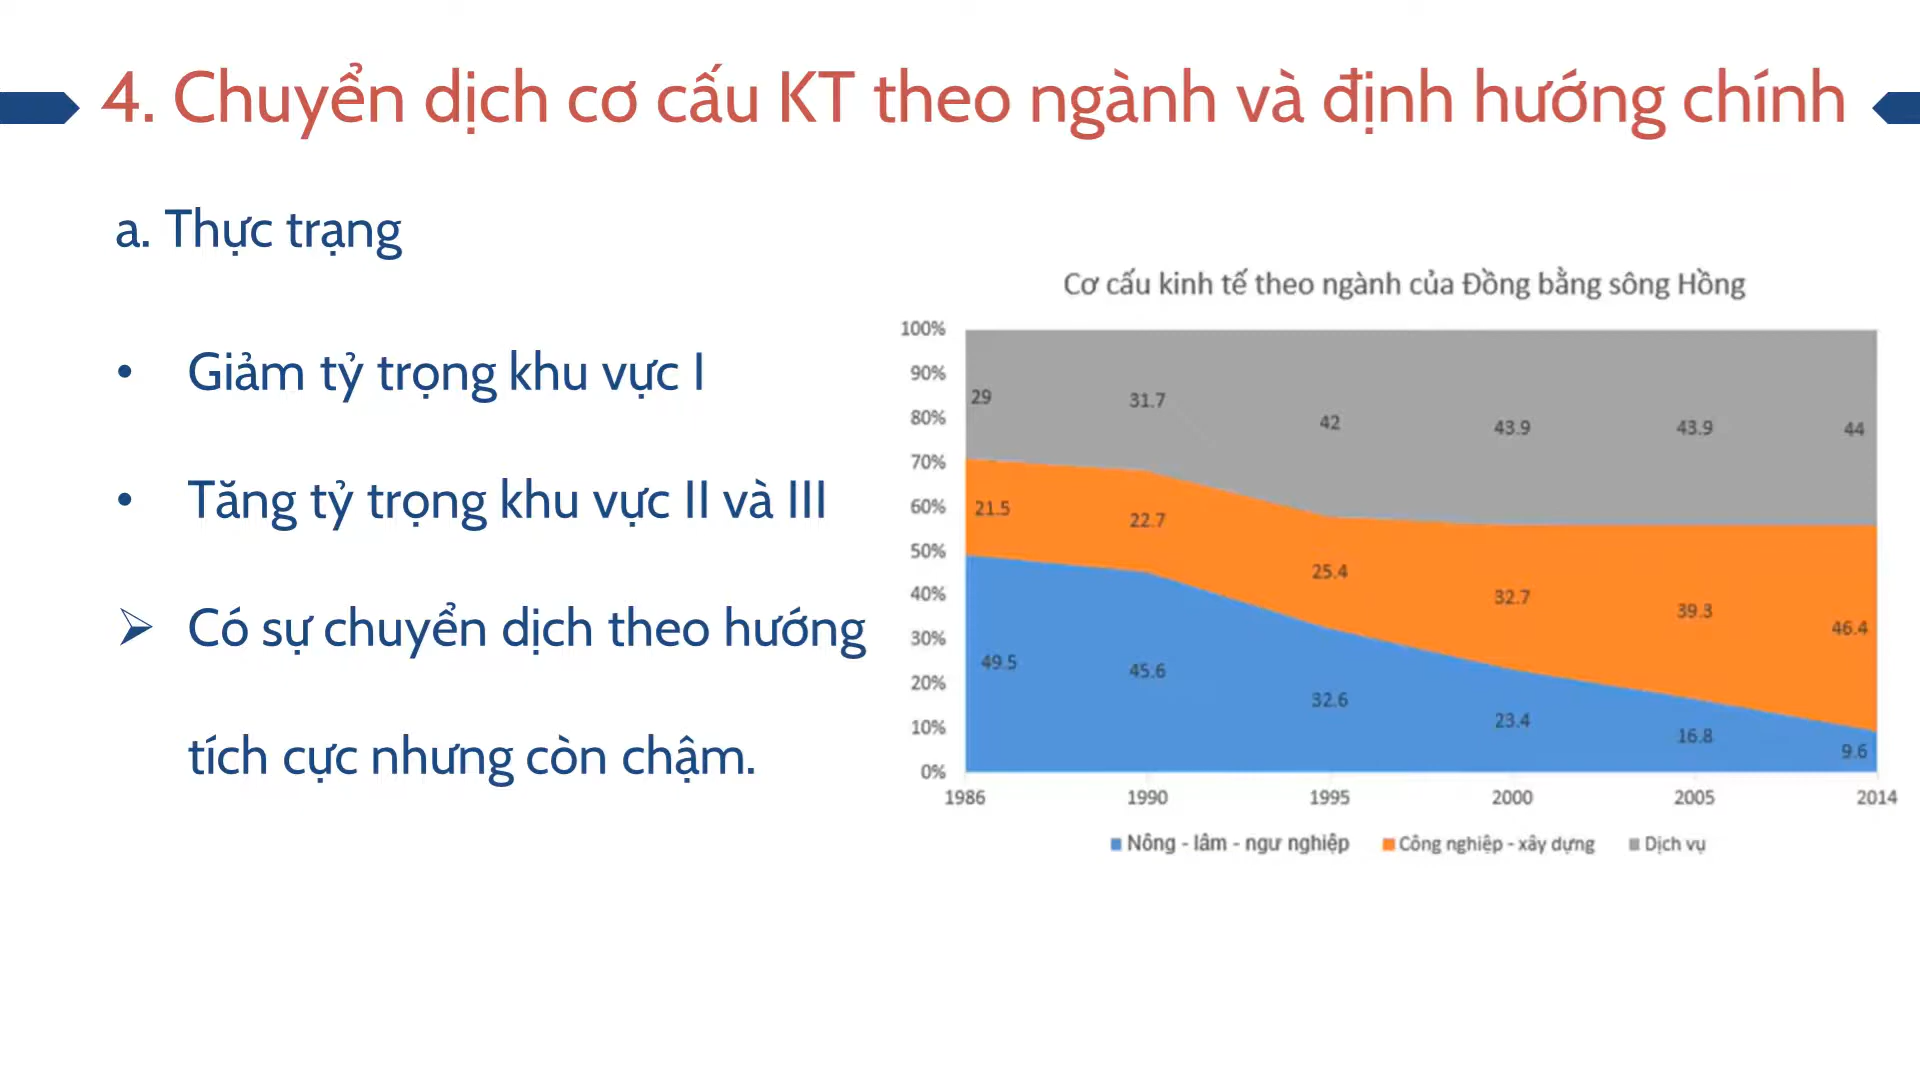 4. Chuyển dịch cơ cấu KT theo ngành và định hướng chính
a. Thực trạng
• Giảm tỷ trọng khu vực I
• Tăng tỷ trọng khu vực II và III
➢ Có sự chuyển dịch theo hướng
tích cực nhưng còn chậm.
Cơ cấu kinh tế theo ngành của Đồng bằng sông Hồng
100%
90%
80%
70%
60%
50%
40%
30%
20%
10%
0%
29 31.7 42 43.9 43.9 44
21.5 22.7 25.4 32.7 39.3 46.4
49.5 45.6 32.6 23.4 16.8 9.6
1986 1990 1995 2000 2005 2014
Nông - lâm - ngư nghiệp Công nghiệp - xây dựng Dịch vụ